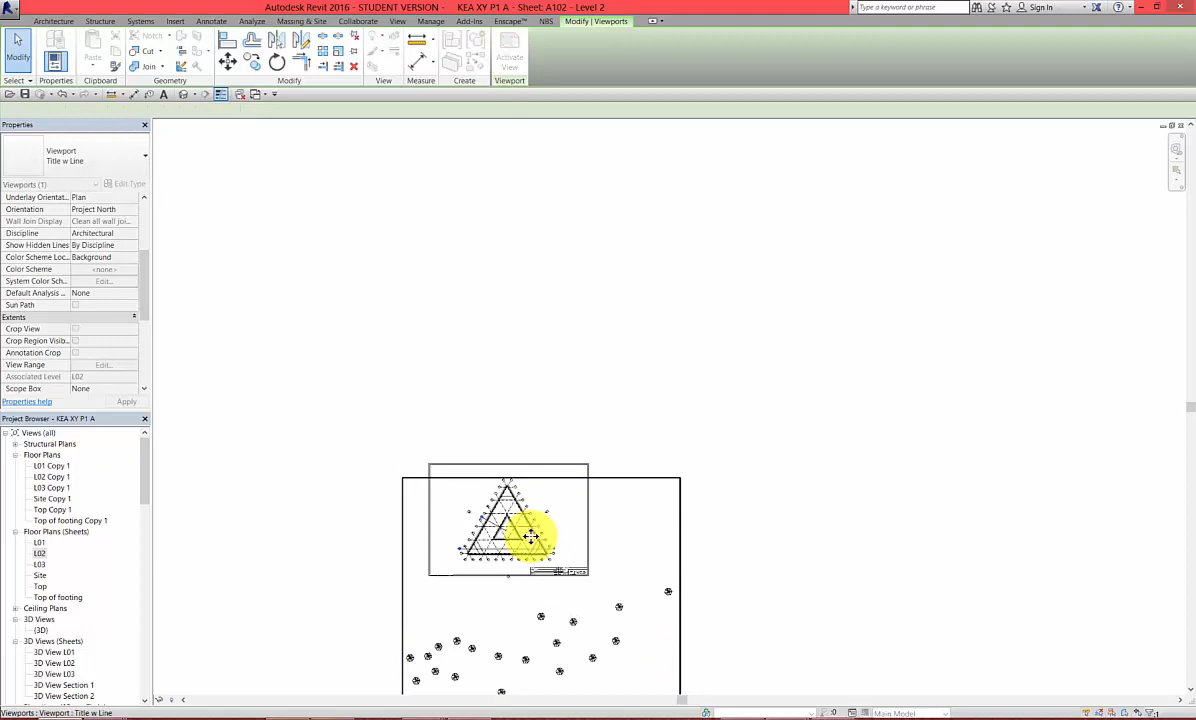 Autodesk Revit 2016 - STUDENT VERSION - KEA XY P1 A - Sheet: A102 - Level 2
Type a keyword or phrase
Sign In
Architecture Structure Systems Insert Annotate Analyze Massing & Site Collaborate View Manage Add-Ins Enscape™ NBS Modify | Viewports
Modify
Properties
Paste
Notch
Cut
Join
Activate View
Select Properties Clipboard Geometry Modify View Measure Create Viewport
Properties
Viewport
Title w Line
Viewports (1) Edit Type
Underlay Orientat... Plan
Orientation Project North
Wall Join Display Clean all wall joi...
Discipline Architectural
Show Hidden Lines By Discipline
Color Scheme Loc... Background
Color Scheme <none>
System Color Sch... Edit...
Default Analysis ... None
Sun Path
Extents
Crop View
Crop Region Visib...
Annotation Crop
View Range Edit...
Associated Level L02
Scope Box None
Properties help Apply
Project Browser - KEA XY P1 A
Views (all)
Structural Plans
Floor Plans
L01 Copy 1
L02 Copy 1
L03 Copy 1
Site Copy 1
Top Copy 1
Top of footing Copy 1
Floor Plans (Sheets)
L01
L02
L03
Site
Top
Top of footing
Ceiling Plans
3D Views
{3D}
3D Views (Sheets)
3D View L01
3D View L02
3D View L03
3D View Section 1
3D View Section 2
Viewports : Viewport : Title w Line
:0
Main Model